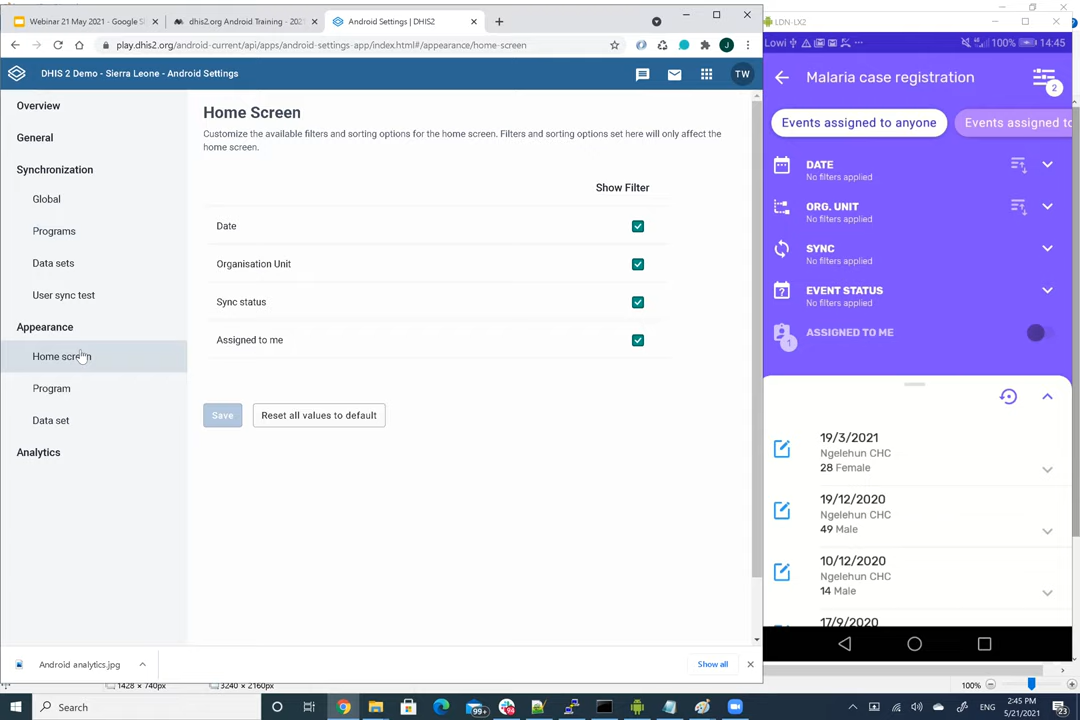 Webinar 21 May 2021 - Google Sl
dhis2.org Android Training - 2021
Android Settings | DHIS2
play.dhis2.org/android-current/api/apps/android-settings-app/index.html#/appearance/home-screen
J
DHIS 2 Demo - Sierra Leone - Android Settings
TW
Overview
General
Synchronization
Global
Programs
Data sets
User sync test
Appearance
Home screen
Program
Data set
Analytics
Home Screen
Customize the available filters and sorting options for the home screen. Filters and sorting options set here will only affect the
home screen.
Show Filter
Date
Organisation Unit
Sync status
Assigned to me
Save
Reset all values to default
LDN-LX2
Lowi
100%
14:45
Malaria case registration
2
Events assigned to anyone
Events assigned to
DATE
No filters applied
ORG. UNIT
No filters applied
SYNC
No filters applied
EVENT STATUS
No filters applied
ASSIGNED TO ME
1
19/3/2021
Ngelehun CHC
28 Female
19/12/2020
Ngelehun CHC
49 Male
10/12/2020
Ngelehun CHC
14 Male
17/9/2020
Android analytics.jpg
Show all
1428 × 740px
3240 × 2160px
100%
Search
99+
94
ENG
2:45 PM
5/21/2021
23